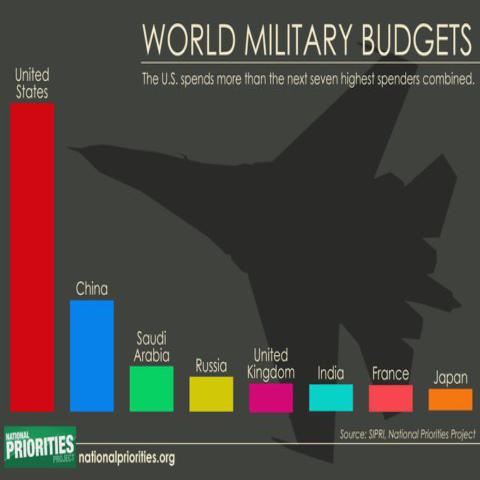 WORLD MILITARY BUDGETS
The U.S. spends more than the next seven highest spenders combined.
United
States
China
Saudi
Arabia
Russia
United
Kingdom
India
France
Japan
Source: SIPRI, National Priorities Project
NATIONAL
PRIORITIES
PROJECT
nationalpriorities.org